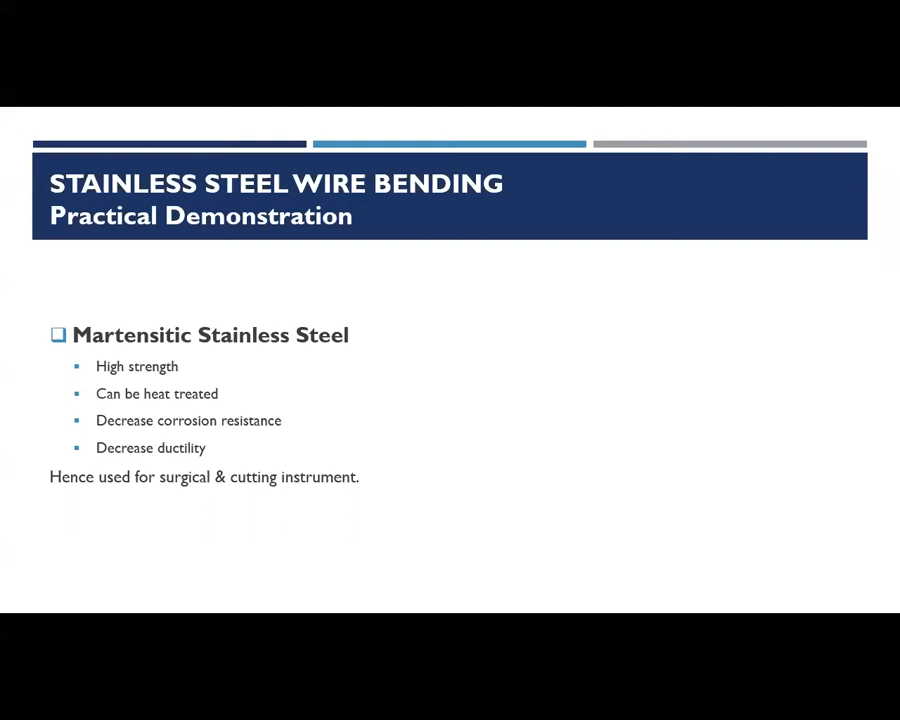 STAINLESS STEEL WIRE BENDING
Practical Demonstration
Martensitic Stainless Steel
High strength
Can be heat treated
Decrease corrosion resistance
Decrease ductility
Hence used for surgical & cutting instrument.